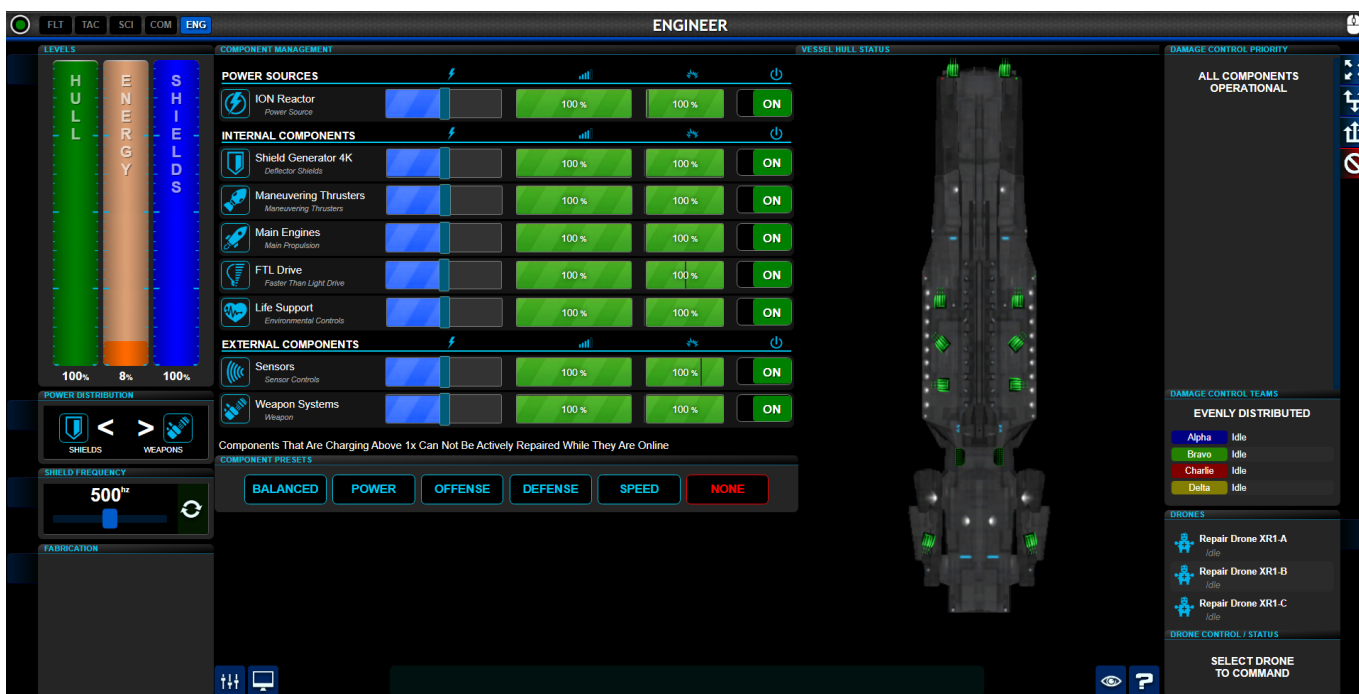 FLT TAC SCI COM ENG
ENGINEER
LEVELS
HULL
ENERGY
SHIELDS
100%
8%
100%
POWER DISTRIBUTION
< >
SHIELDS
WEAPONS
SHIELD FREQUENCY
500hz
FABRICATION
COMPONENT MANAGEMENT
POWER SOURCES
ION Reactor
Power Source
100 %
100 %
ON
INTERNAL COMPONENTS
Shield Generator 4K
Deflector Shields
100 %
100 %
ON
Maneuvering Thrusters
Maneuvering Thrusters
100 %
100 %
ON
Main Engines
Main Propulsion
100 %
100 %
ON
FTL Drive
Faster Than Light Drive
100 %
100 %
ON
Life Support
Environmental Controls
100 %
100 %
ON
EXTERNAL COMPONENTS
Sensors
Sensor Controls
100 %
100 %
ON
Weapon Systems
Weapon
100 %
100 %
ON
Components That Are Charging Above 1x Can Not Be Actively Repaired While They Are Online
COMPONENT PRESETS
BALANCED POWER OFFENSE DEFENSE SPEED NONE
VESSEL HULL STATUS
?
DAMAGE CONTROL PRIORITY
ALL COMPONENTS
OPERATIONAL
DAMAGE CONTROL TEAMS
EVENLY DISTRIBUTED
Alpha Idle
Bravo Idle
Charlie Idle
Delta Idle
DRONES
Repair Drone XR1-A
Idle
Repair Drone XR1-B
Idle
Repair Drone XR1-C
Idle
DRONE CONTROL / STATUS
SELECT DRONE
TO COMMAND